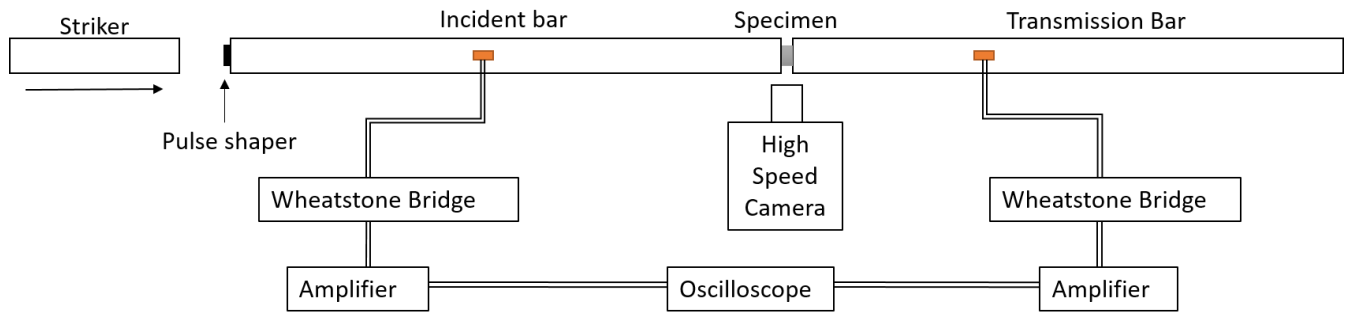 Striker
Incident bar
Specimen
Transmission Bar
Pulse shaper
High
Speed
Camera
Wheatstone Bridge
Wheatstone Bridge
Amplifier
Oscilloscope
Amplifier